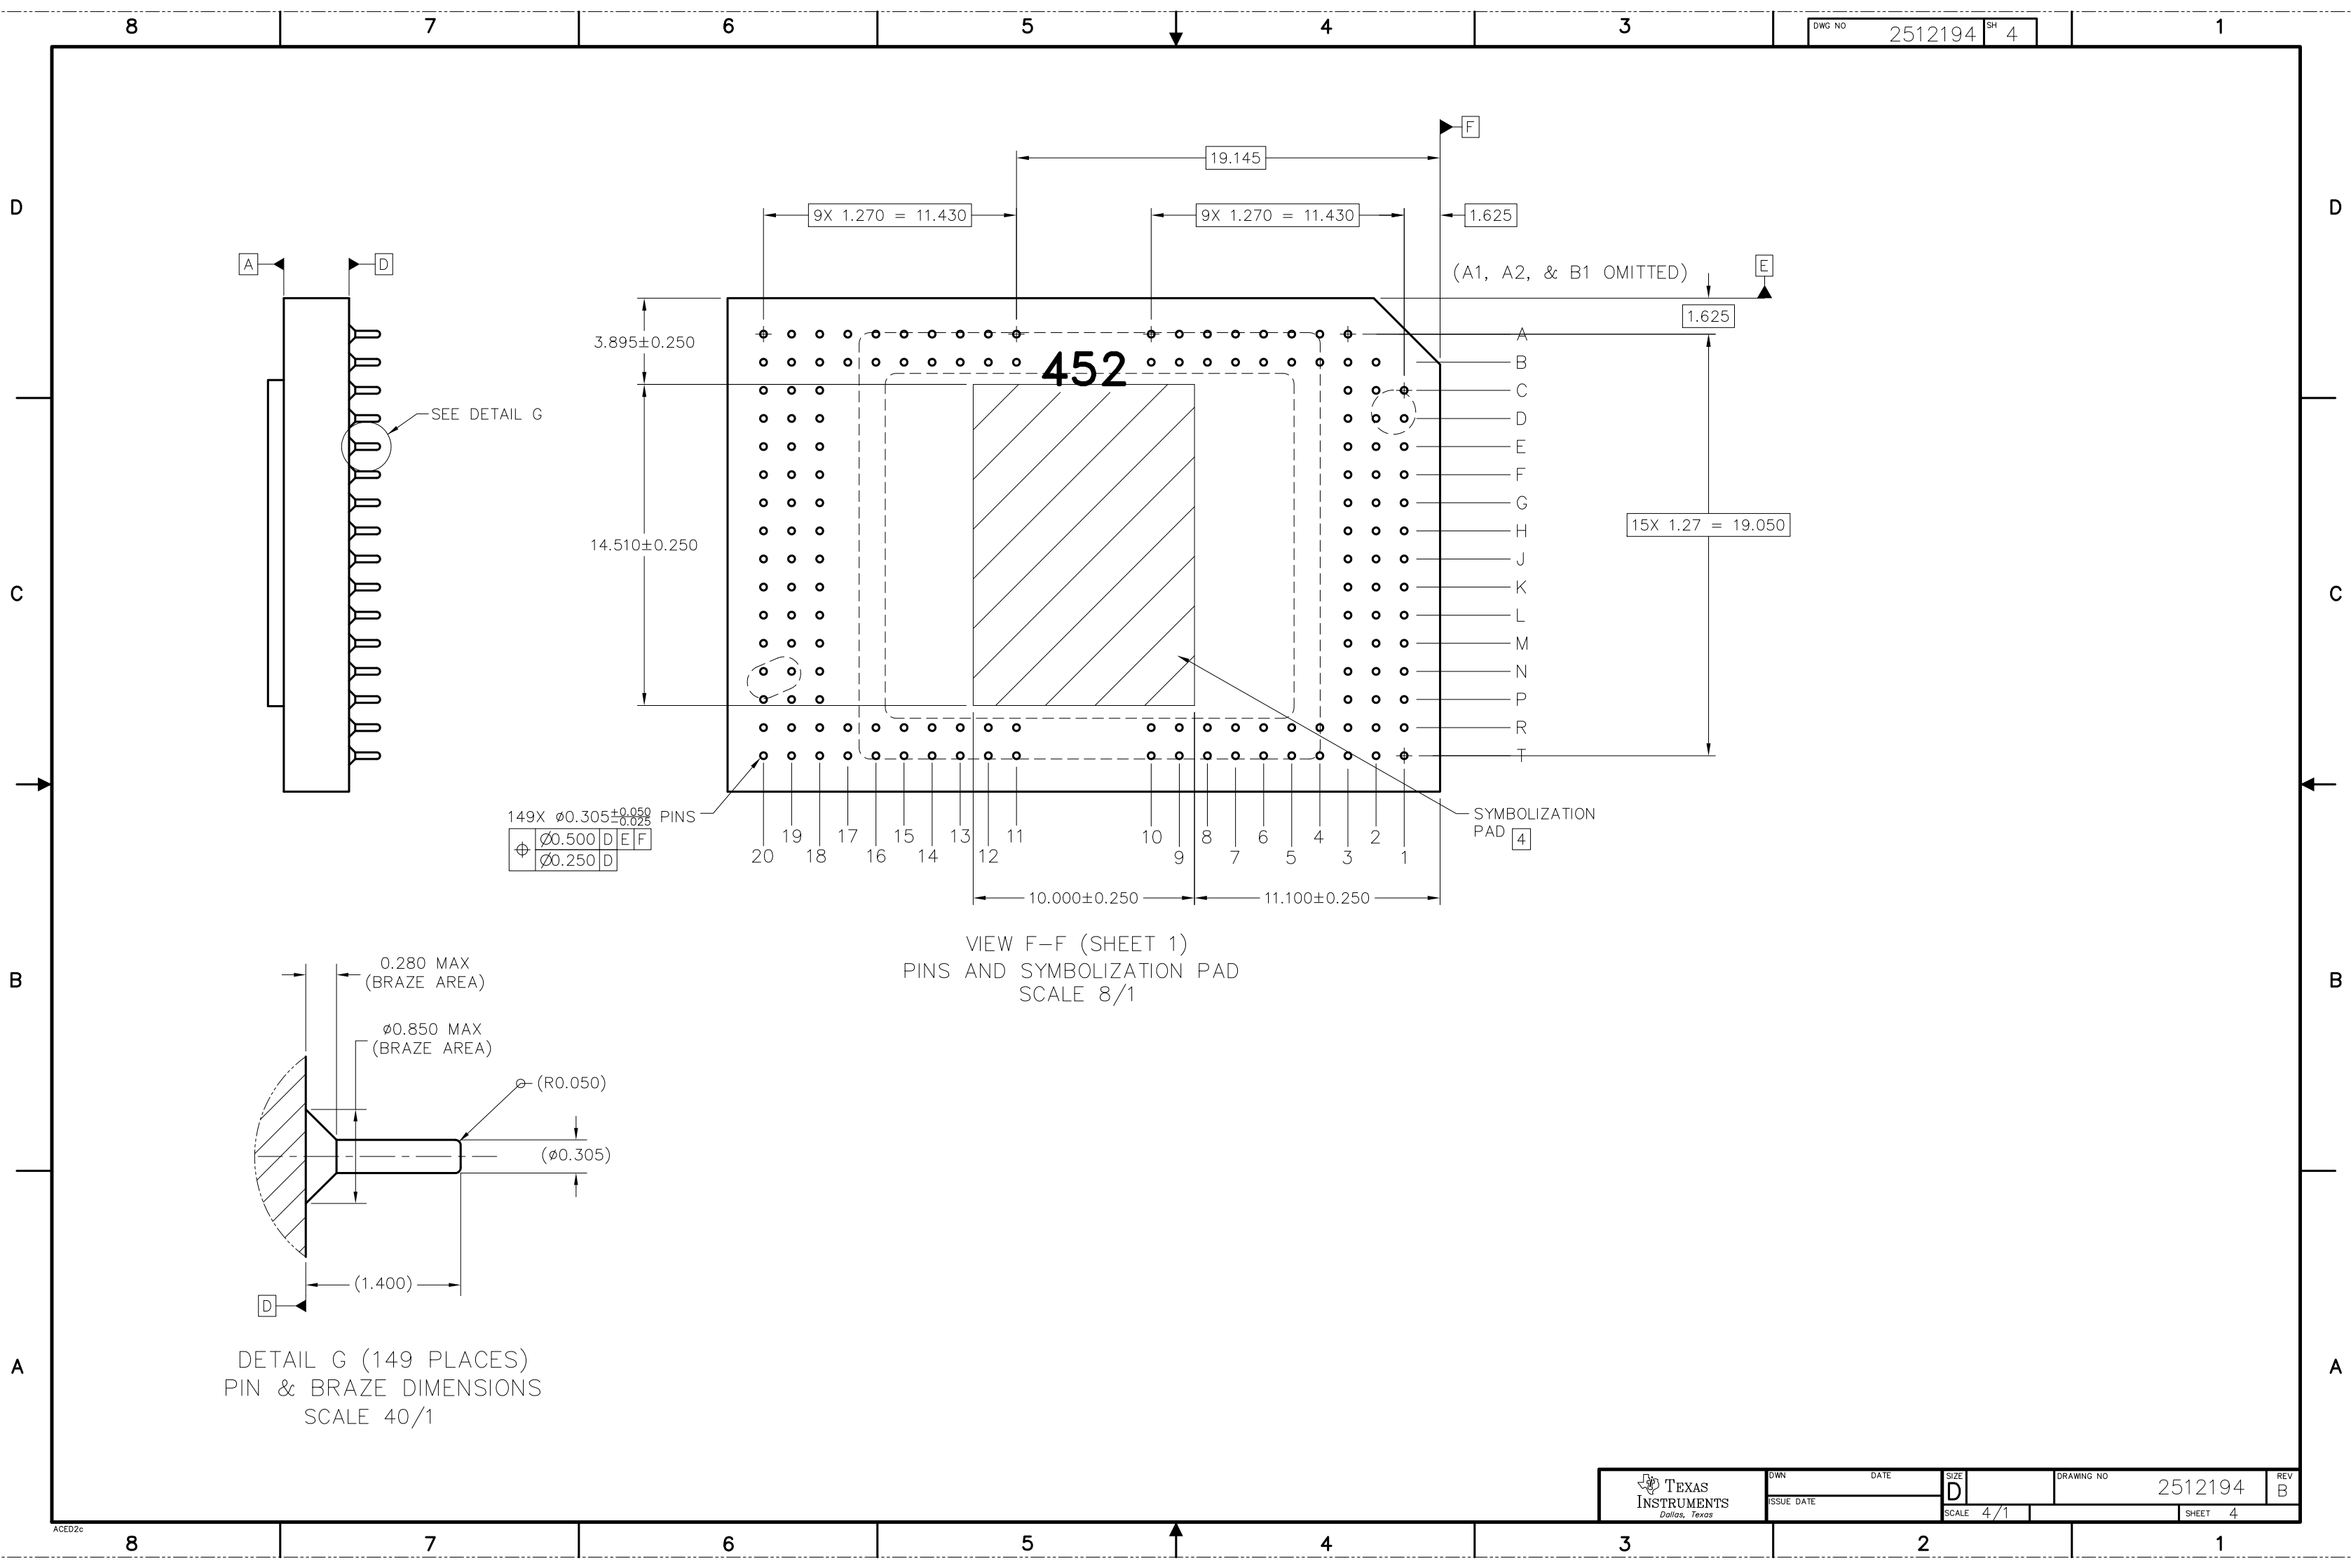 8 7 6 5 4 3 1
DWG NO 2512194 SH 4
F
19.145
D D
9X 1.270 = 11.430 9X 1.270 = 11.430 1.625
A D
(A1, A2, & B1 OMITTED) E
1.625
3.895±0.250
A
452
B
C
SEE DETAIL G
D
E
F
G
15X 1.27 = 19.050
H
14.510±0.250
J
C C
K
L
M
N
P
R
T
149X ø0.305 +0.050 -0.025 PINS
⌖ Ø0.500 D E F
Ø0.250 D
SYMBOLIZATION
PAD 4
19 17 15 13 11 10 8 6 4 2
20 18 16 14 12 9 7 5 3 1
10.000±0.250 11.100±0.250
VIEW F-F (SHEET 1)
PINS AND SYMBOLIZATION PAD
SCALE 8/1
B B
0.280 MAX
(BRAZE AREA)
ø0.850 MAX
(BRAZE AREA)
(R0.050)
(ø0.305)
(1.400)
D
DETAIL G (149 PLACES)
PIN & BRAZE DIMENSIONS
SCALE 40/1
A A
TEXAS
INSTRUMENTS
Dallas, Texas
DWN DATE
ISSUE DATE
SIZE
D
DRAWING NO
2512194
REV
B
SCALE 4/1
SHEET 4
ACED2c
8 7 6 5 4 3 2 1